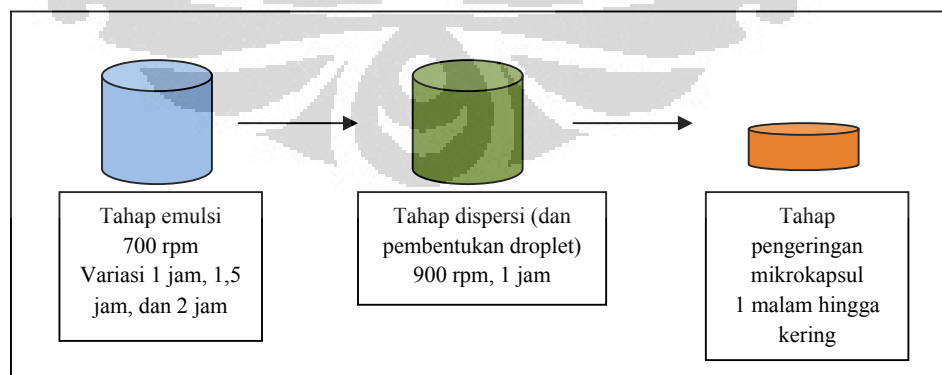 Tahap emulsi
700 rpm
Variasi 1 jam, 1,5
jam, dan 2 jam
Tahap dispersi (dan
pembentukan droplet)
900 rpm, 1 jam
Tahap
pengeringan
mikrokapsul
1 malam hingga
kering